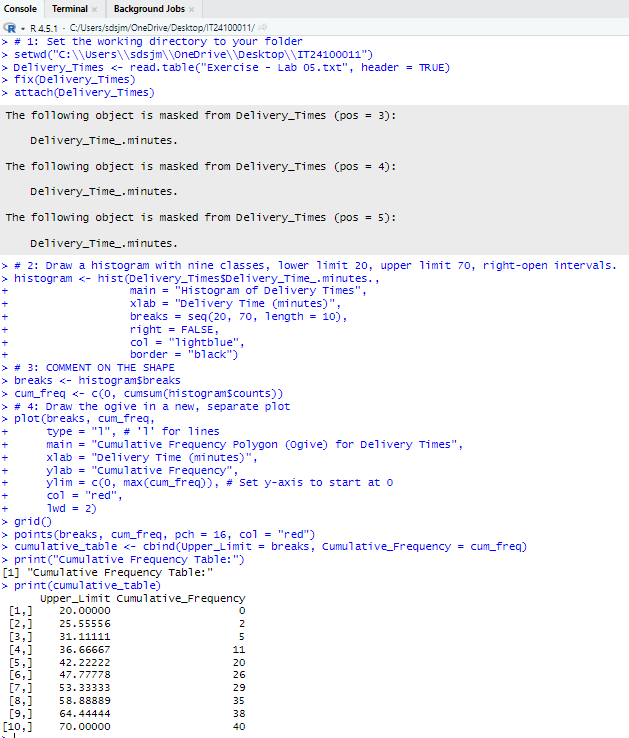 Console Terminal × Background Jobs ×
R 4.5.1 · C:/Users/sdsjm/OneDrive/Desktop/IT24100011/
> # 1: Set the working directory to your folder
> setwd("C:\\Users\\sdsjm\\OneDrive\\Desktop\\IT24100011")
> Delivery_Times <- read.table("Exercise - Lab 05.txt", header = TRUE)
> fix(Delivery_Times)
> attach(Delivery_Times)
The following object is masked from Delivery_Times (pos = 3):
Delivery_Time_.minutes.
The following object is masked from Delivery_Times (pos = 4):
Delivery_Time_.minutes.
The following object is masked from Delivery_Times (pos = 5):
Delivery_Time_.minutes.
> # 2: Draw a histogram with nine classes, lower limit 20, upper limit 70, right-open intervals.
> histogram <- hist(Delivery_Times$Delivery_Time_.minutes.,
+ main = "Histogram of Delivery Times",
+ xlab = "Delivery Time (minutes)",
+ breaks = seq(20, 70, length = 10),
+ right = FALSE,
+ col = "lightblue",
+ border = "black")
> # 3: COMMENT ON THE SHAPE
> breaks <- histogram$breaks
> cum_freq <- c(0, cumsum(histogram$counts))
> # 4: Draw the ogive in a new, separate plot
> plot(breaks, cum_freq,
+ type = "l", # 'l' for lines
+ main = "Cumulative Frequency Polygon (Ogive) for Delivery Times",
+ xlab = "Delivery Time (minutes)",
+ ylab = "Cumulative Frequency",
+ ylim = c(0, max(cum_freq)), # Set y-axis to start at 0
+ col = "red",
+ lwd = 2)
> grid()
> points(breaks, cum_freq, pch = 16, col = "red")
> cumulative_table <- cbind(Upper_Limit = breaks, Cumulative_Frequency = cum_freq)
> print("Cumulative Frequency Table:")
[1] "Cumulative Frequency Table:"
> print(cumulative_table)
Upper_Limit Cumulative_Frequency
[1,] 20.00000 0
[2,] 25.55556 2
[3,] 31.11111 5
[4,] 36.66667 11
[5,] 42.22222 20
[6,] 47.77778 26
[7,] 53.33333 29
[8,] 58.88889 35
[9,] 64.44444 38
[10,] 70.00000 40
>